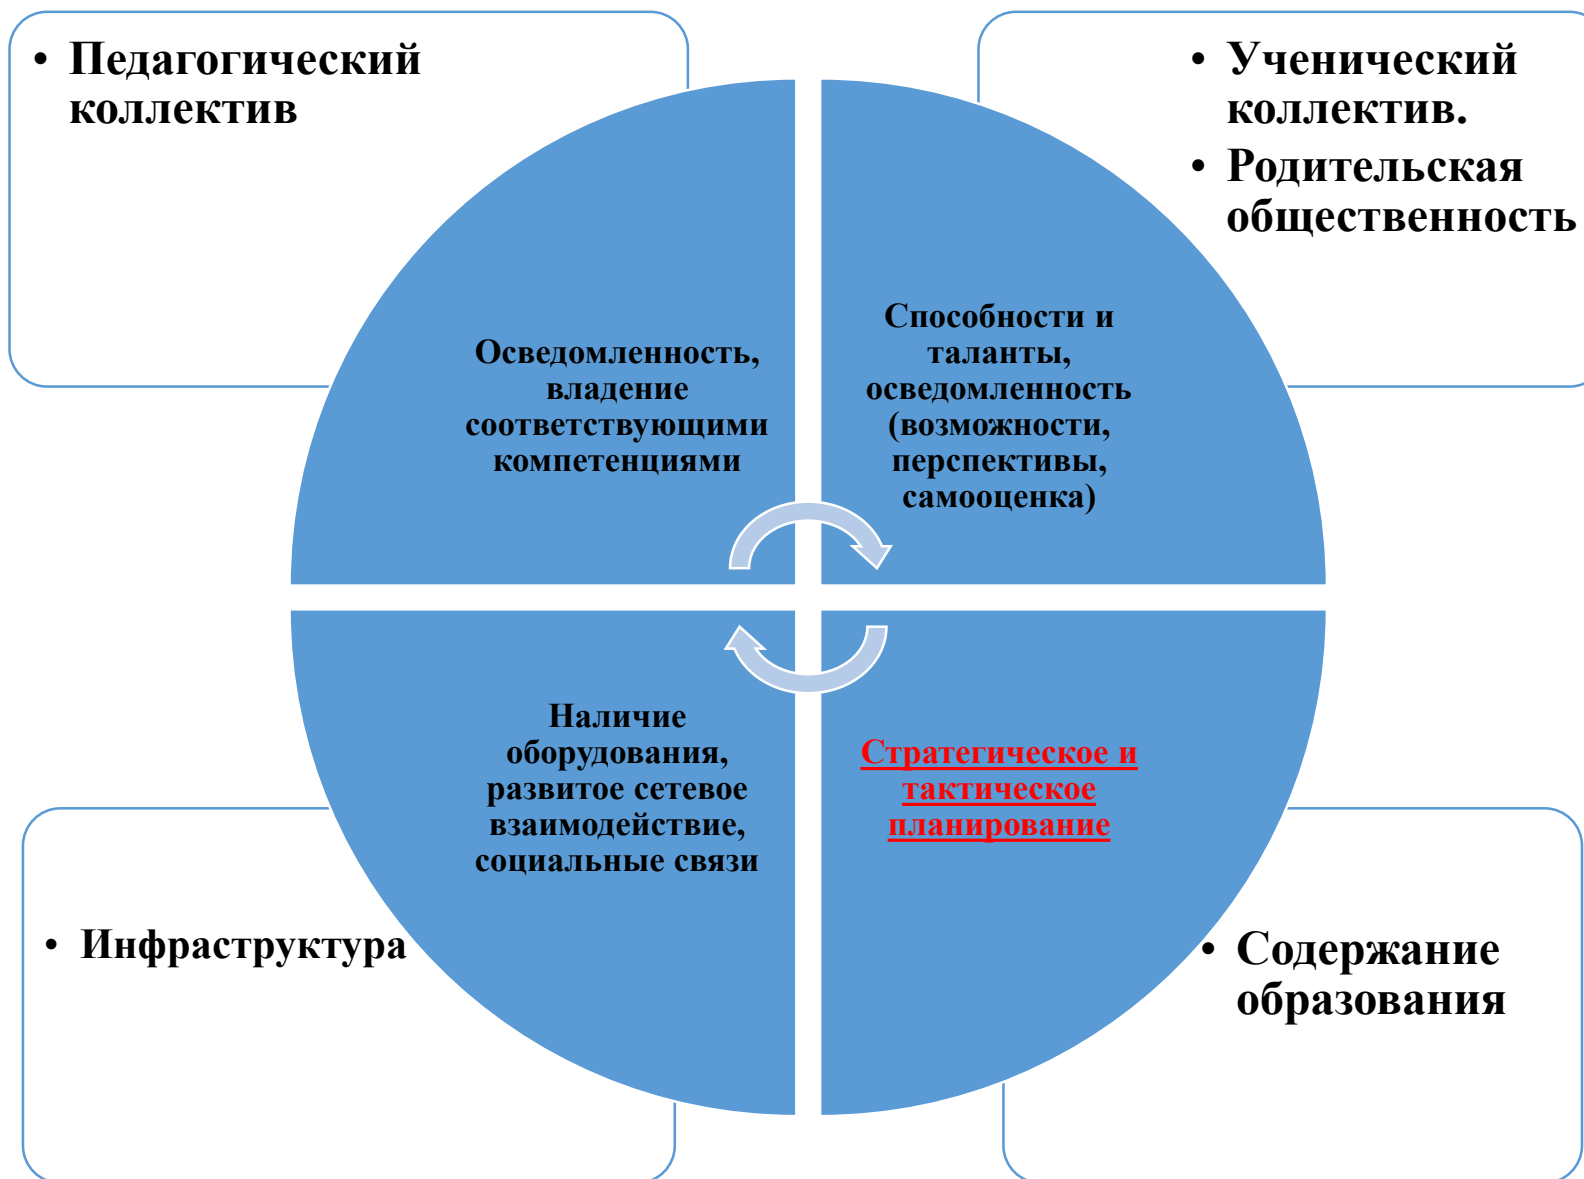 • Педагогический
коллектив
• Ученический
коллектив.
• Родительская
общественность
Осведомленность,
владение
соответствующими
компетенциями
Способности и
таланты,
осведомленность
(возможности,
перспективы,
самооценка)
Наличие
оборудования,
развитое сетевое
взаимодействие,
социальные связи
Стратегическое и
тактическое
планирование
• Инфраструктура
• Содержание
образования